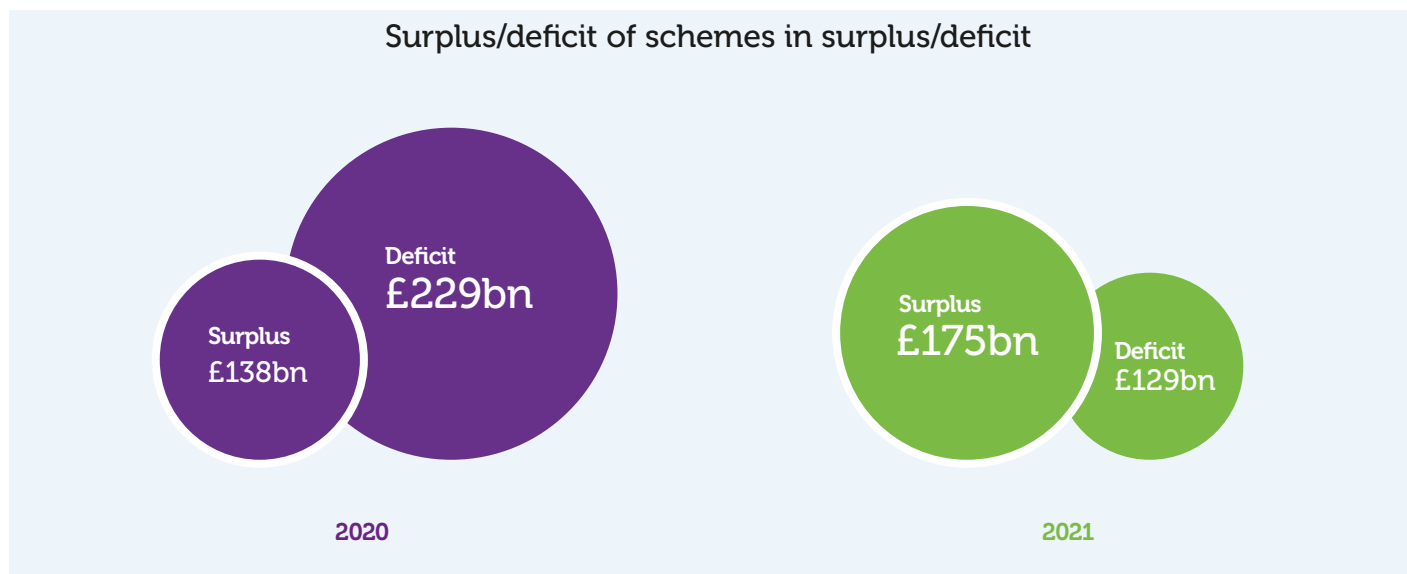 Surplus/deficit of schemes in surplus/deficit
Deficit
£229bn
Surplus
£138bn
2020
Surplus
£175bn
Deficit
£129bn
2021